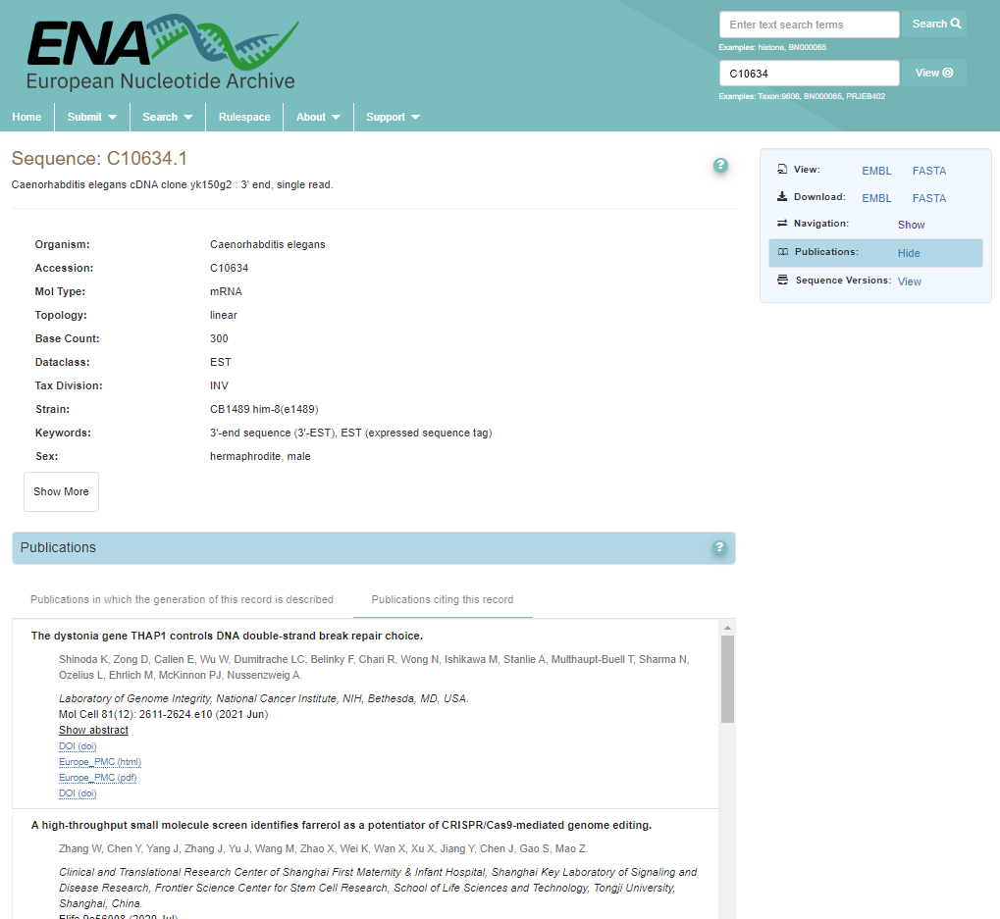 ENA
European Nucleotide Archive
Enter text search terms
Search
Examples: histone, BN000065
C10634
View
Examples: Taxon:9606, BN000065, PRJEB402
Home
Submit
Search
Rulespace
About
Support
Sequence: C10634.1
?
Caenorhabditis elegans cDNA clone yk150g2 : 3' end, single read.
View: EMBL FASTA
Download: EMBL FASTA
Navigation: Show
Publications: Hide
Sequence Versions: View
Organism: Caenorhabditis elegans
Accession: C10634
Mol Type: mRNA
Topology: linear
Base Count: 300
Dataclass: EST
Tax Division: INV
Strain: CB1489 him-8(e1489)
Keywords: 3'-end sequence (3'-EST), EST (expressed sequence tag)
Sex: hermaphrodite, male
Show More
Publications
?
Publications in which the generation of this record is described
Publications citing this record
The dystonia gene THAP1 controls DNA double-strand break repair choice.
Shinoda K, Zong D, Callen E, Wu W, Dumitrache LC, Belinky F, Chari R, Wong N, Ishikawa M, Stanlie A, Multhaupt-Buell T, Sharma N,
Ozelius L, Ehrlich M, McKinnon PJ, Nussenzweig A.
Laboratory of Genome Integrity, National Cancer Institute, NIH, Bethesda, MD, USA.
Mol Cell 81(12): 2611-2624.e10 (2021 Jun)
Show abstract
DOI (doi)
Europe_PMC (html)
Europe_PMC (pdf)
DOI (doi)
A high-throughput small molecule screen identifies farrerol as a potentiator of CRISPR/Cas9-mediated genome editing.
Zhang W, Chen Y, Yang J, Zhang J, Yu J, Wang M, Zhao X, Wei K, Wan X, Xu X, Jiang Y, Chen J, Gao S, Mao Z.
Clinical and Translational Research Center of Shanghai First Maternity & Infant Hospital, Shanghai Key Laboratory of Signaling and
Disease Research, Frontier Science Center for Stem Cell Research, School of Life Sciences and Technology, Tongji University,
Shanghai, China.
Elife 9:e56008 (2020 Jul)